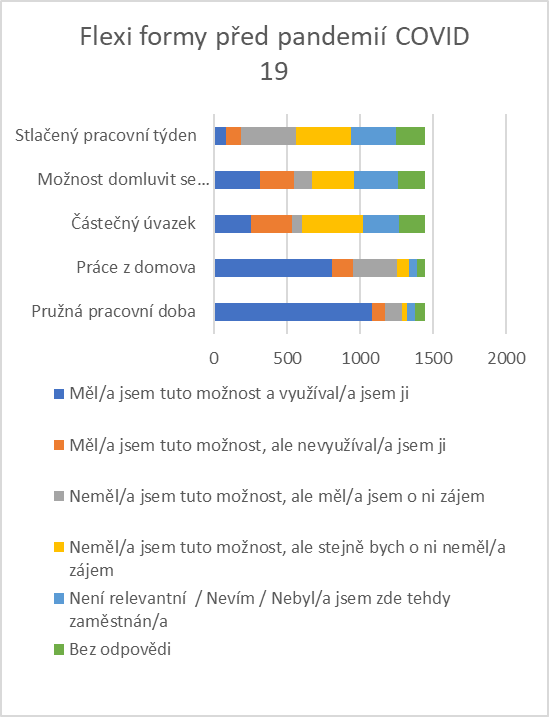 Flexi formy před pandemií COVID
19
Stlačený pracovní týden
Možnost domluvit se...
Částečný úvazek
Práce z domova
Pružná pracovní doba
0 500 1000 1500 2000
Měl/a jsem tuto možnost a využíval/a jsem ji
Měl/a jsem tuto možnost, ale nevyužíval/a jsem ji
Neměl/a jsem tuto možnost, ale měl/a jsem o ni zájem
Neměl/a jsem tuto možnost, ale stejně bych o ni neměl/a
zájem
Není relevantní / Nevím / Nebyl/a jsem zde tehdy
zaměstnán/a
Bez odpovědi